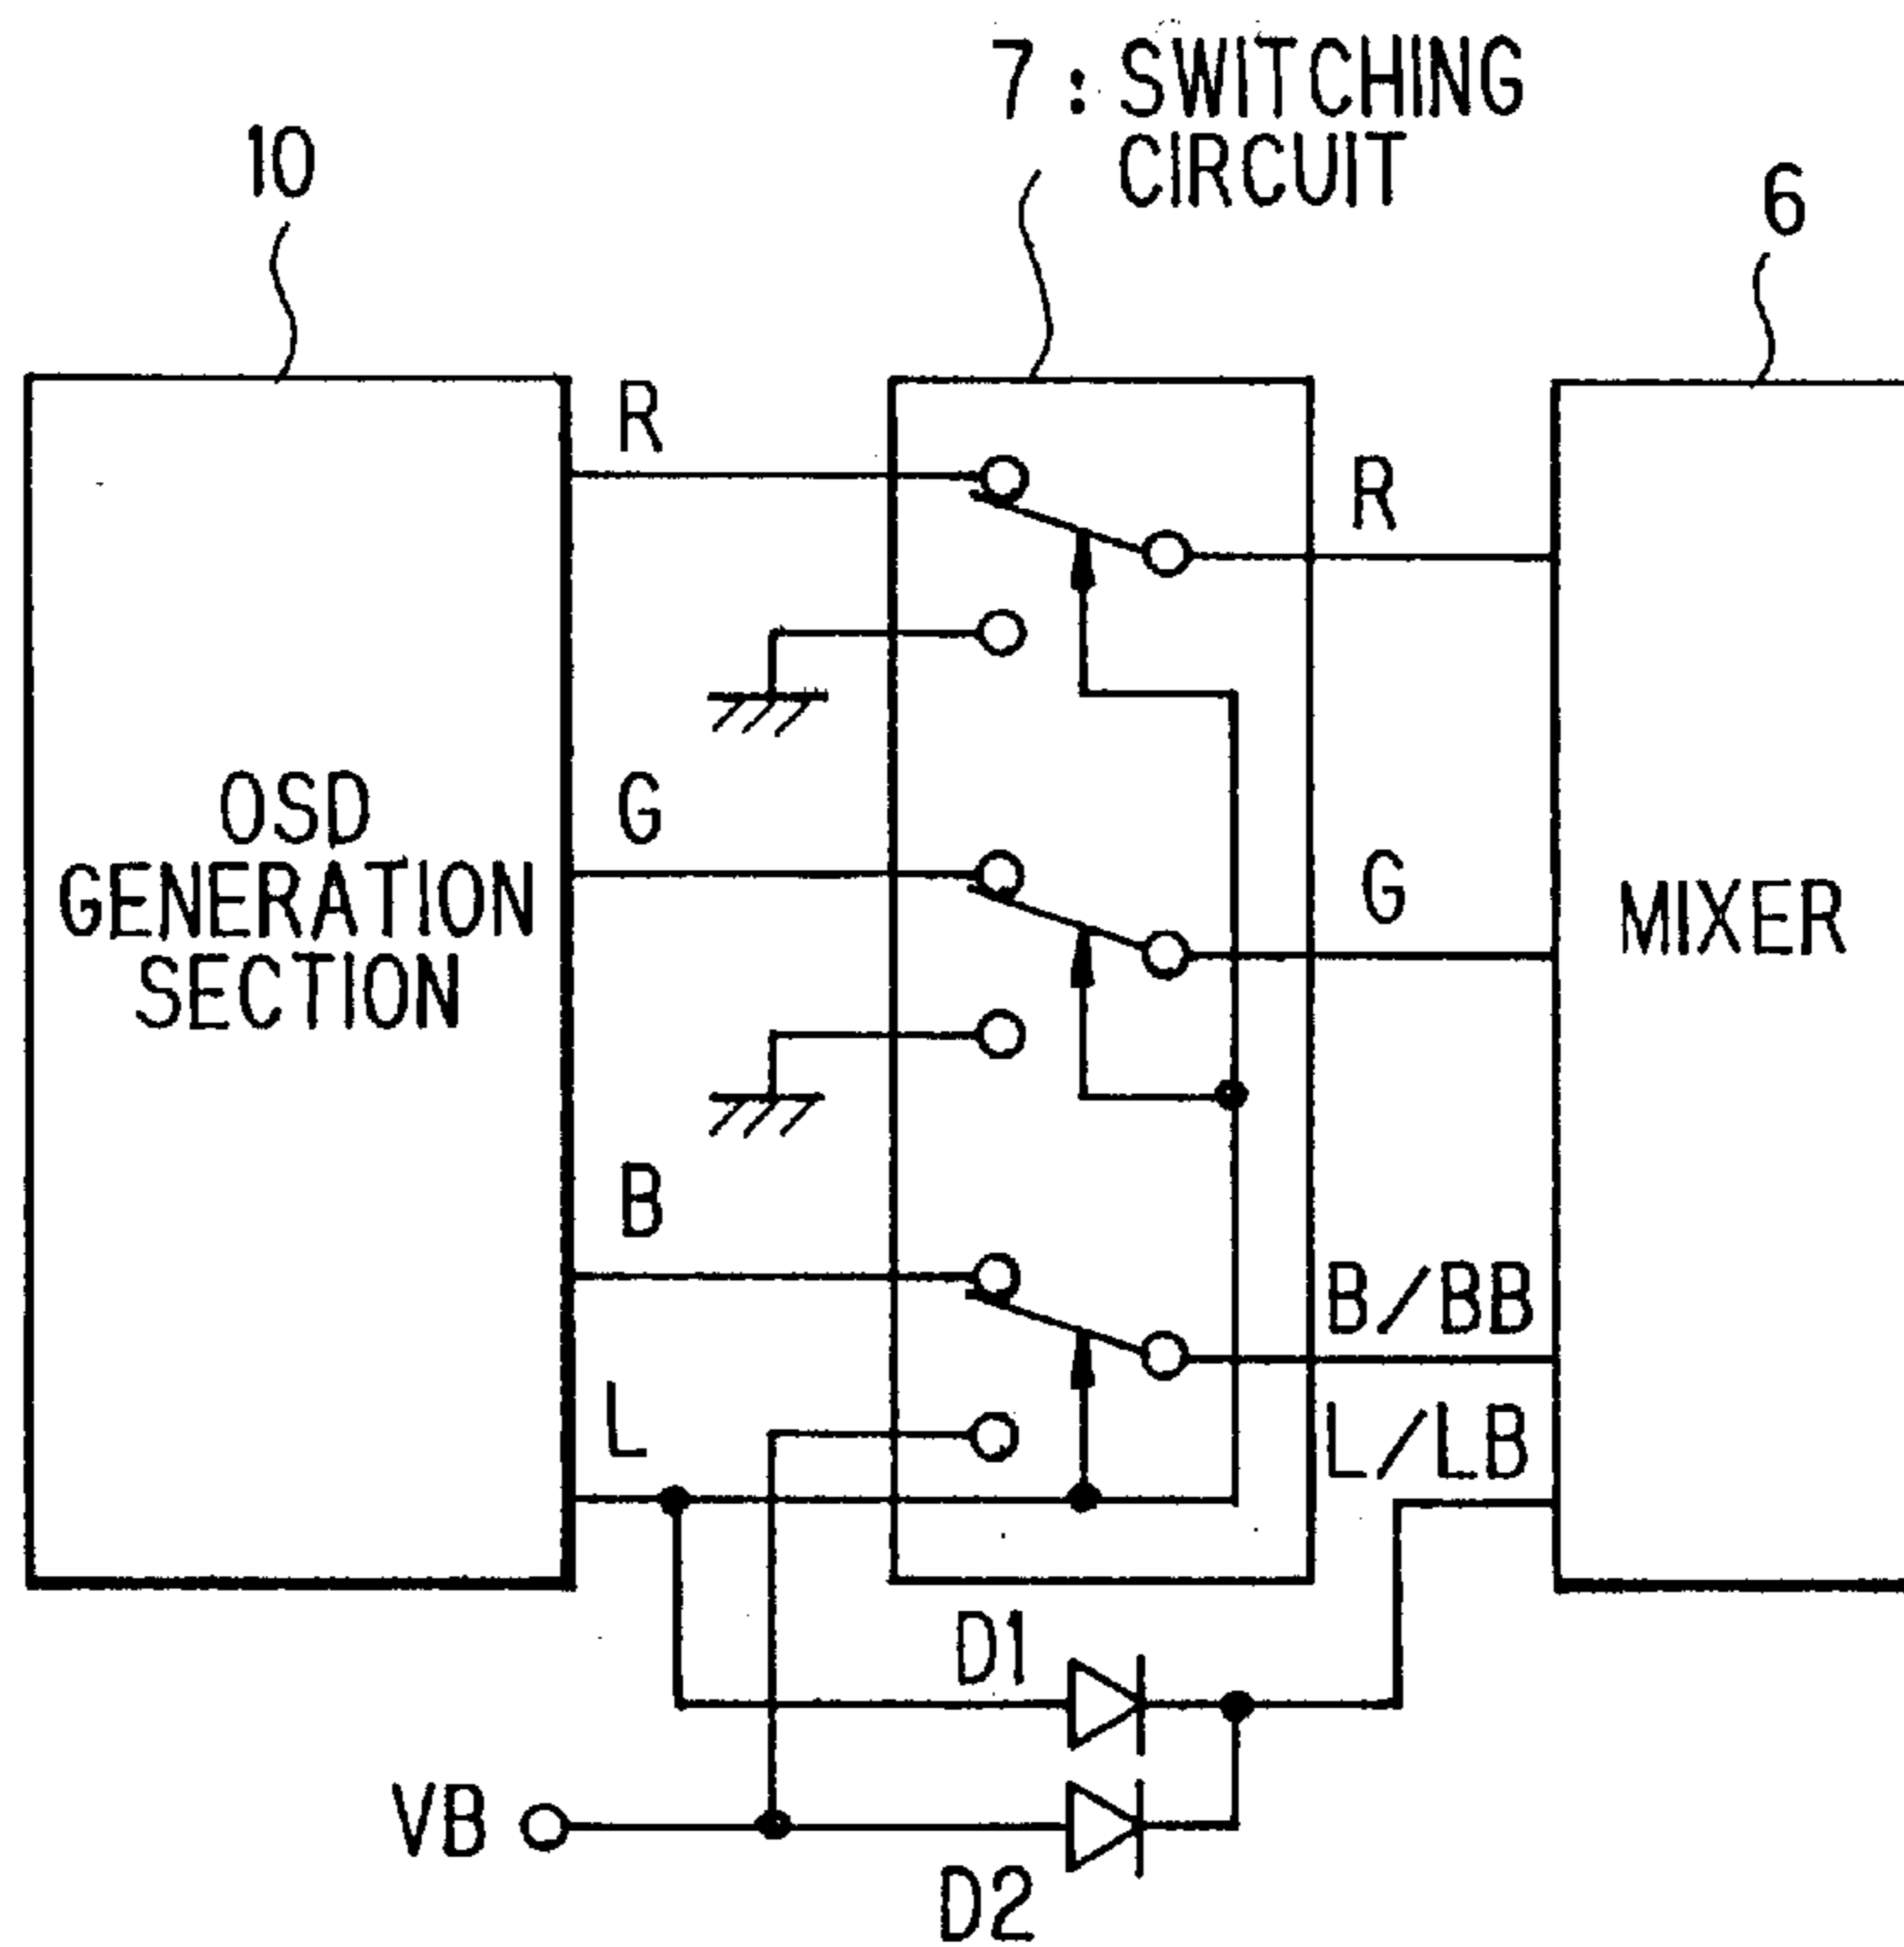 7 : SWITCHING
CIRCUIT
10
6
R
R
G
G
OSD
GENERATION
SECTION
MIXER
B
B/BB
L
L/LB
D1
VB
D2